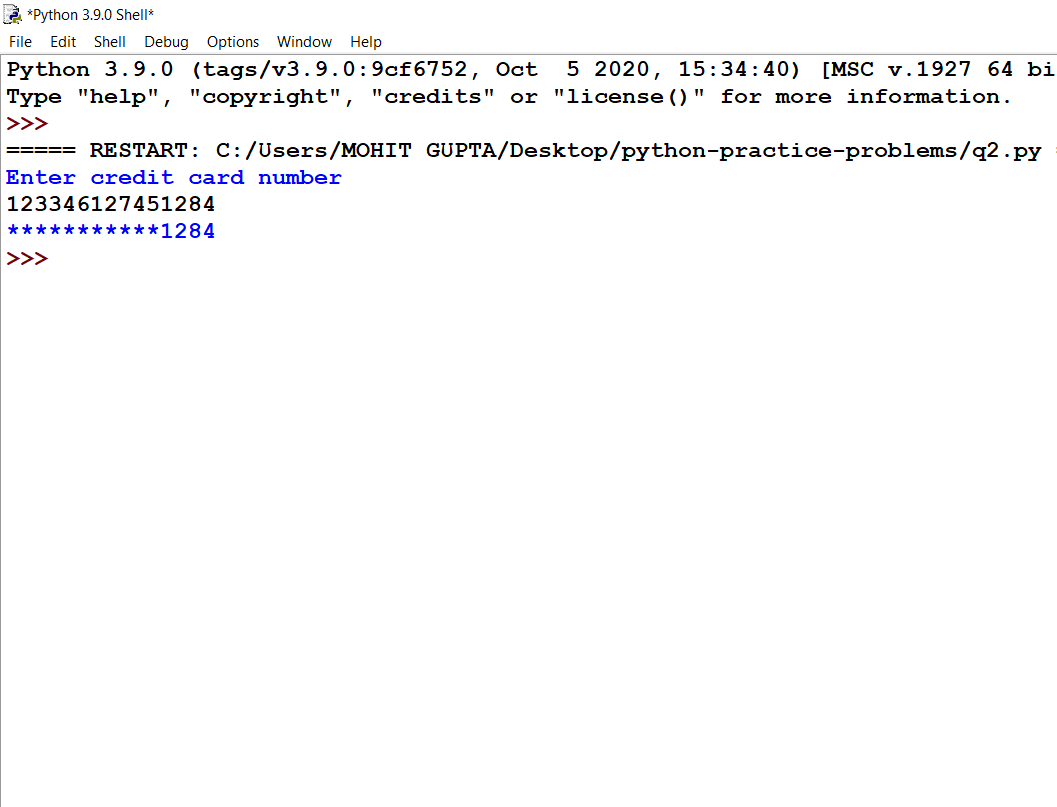 *Python 3.9.0 Shell*
File Edit Shell Debug Options Window Help
Python 3.9.0 (tags/v3.9.0:9cf6752, Oct  5 2020, 15:34:40) [MSC v.1927 64 bi
Type "help", "copyright", "credits" or "license()" for more information.
>>>
===== RESTART: C:/Users/MOHIT GUPTA/Desktop/python-practice-problems/q2.py =
Enter credit card number
123346127451284
***********1284
>>>